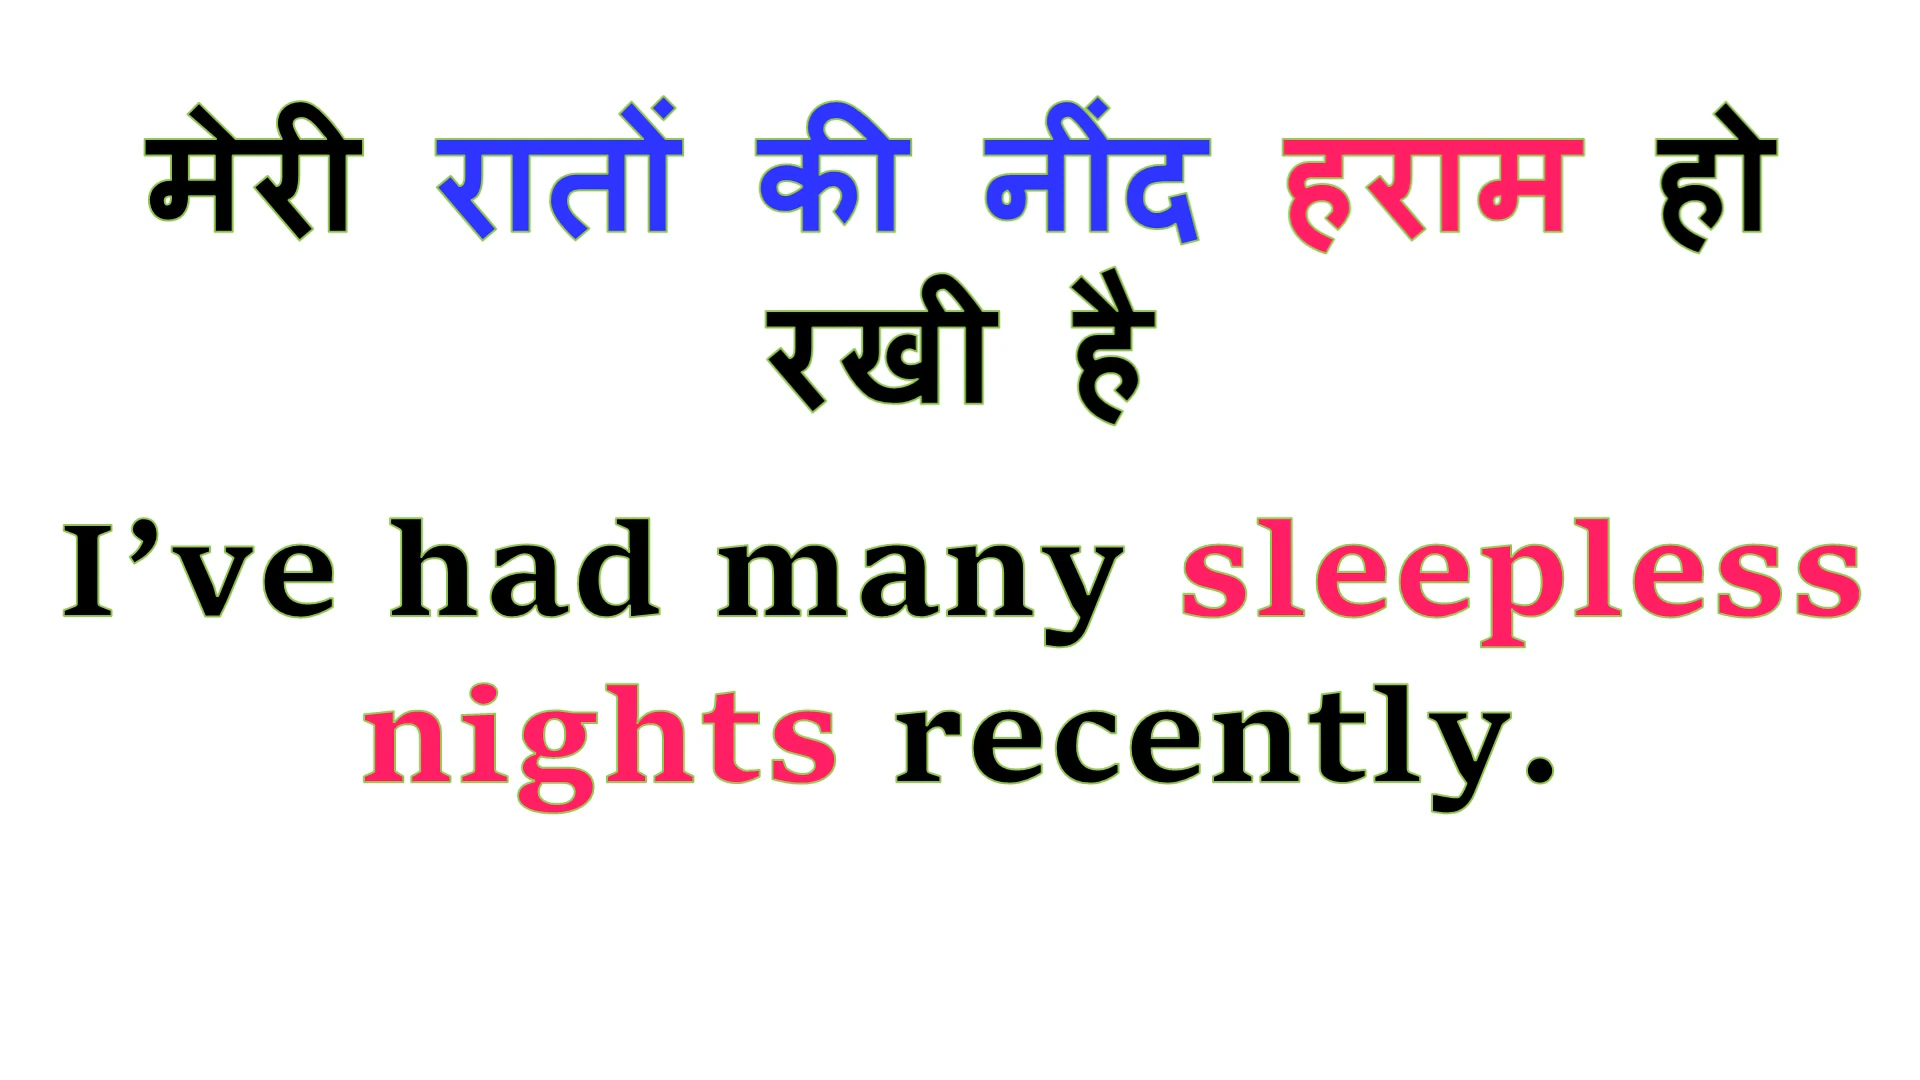 मेरी रातों की नींद हराम हो
रखी है
I’ve had many sleepless
nights recently.